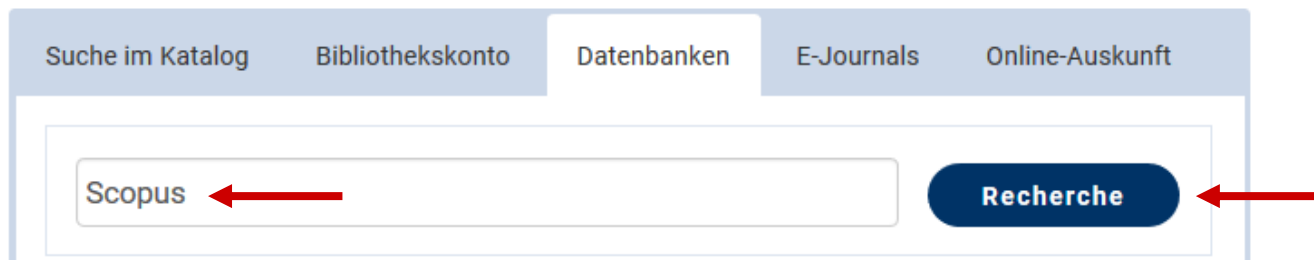 Suche im Katalog Bibliothekskonto Datenbanken E-Journals Online-Auskunft
Scopus Recherche